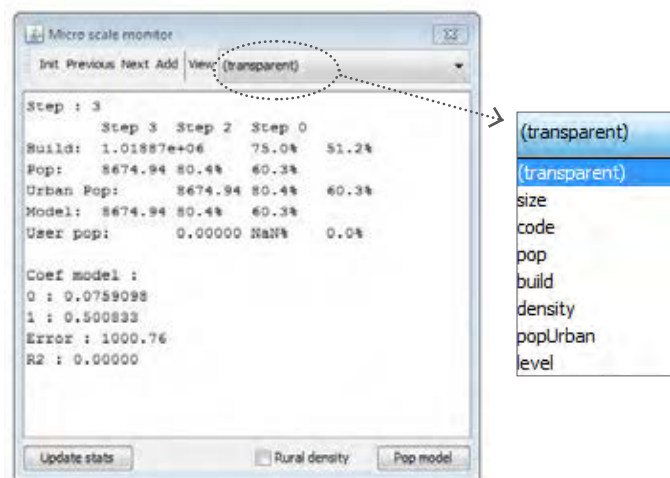 Micro scale monitor
Init Previous Next Add View: (transparent)
Step : 3
Step 3 Step 2 Step 0
Build: 1.01887e+06 75.0% 51.2%
Pop: 8674.94 80.4% 60.3%
Urban Pop: 8674.94 80.4% 60.3%
Model: 8674.94 80.4% 60.3%
User pop: 0.00000 NaN% 0.0%
Coef model :
0 : 0.0759098
1 : 0.500833
Error : 1000.76
R2 : 0.00000
Update stats Rural density Pop model
(transparent)
(transparent)
size
code
pop
build
density
popUrban
level